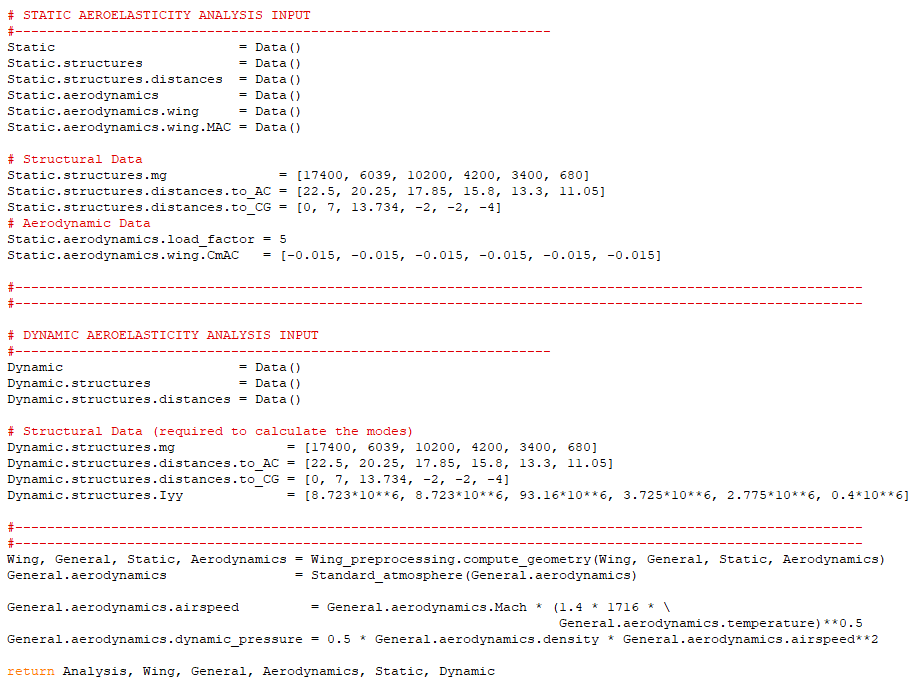 # STATIC AEROELASTICITY ANALYSIS INPUT
#-------------------------------------------------------------------
Static                       = Data()
Static.structures            = Data()
Static.structures.distances  = Data()
Static.aerodynamics          = Data()
Static.aerodynamics.wing     = Data()
Static.aerodynamics.wing.MAC = Data()
# Structural Data
Static.structures.mg              = [17400, 6039, 10200, 4200, 3400, 680]
Static.structures.distances.to_AC = [22.5, 20.25, 17.85, 15.8, 13.3, 11.05]
Static.structures.distances.to_CG = [0, 7, 13.734, -2, -2, -4]
# Aerodynamic Data
Static.aerodynamics.load_factor = 5
Static.aerodynamics.wing.CmAC   = [-0.015, -0.015, -0.015, -0.015, -0.015, -0.015]
#----------------------------------------------------------------------------------------------------------
#----------------------------------------------------------------------------------------------------------
# DYNAMIC AEROELASTICITY ANALYSIS INPUT
#-------------------------------------------------------------------
Dynamic                      = Data()
Dynamic.structures           = Data()
Dynamic.structures.distances = Data()
# Structural Data (required to calculate the modes)
Dynamic.structures.mg              = [17400, 6039, 10200, 4200, 3400, 680]
Dynamic.structures.distances.to_AC = [22.5, 20.25, 17.85, 15.8, 13.3, 11.05]
Dynamic.structures.distances.to_CG = [0, 7, 13.734, -2, -2, -4]
Dynamic.structures.Iyy             = [8.723*10**6, 8.723*10**6, 93.16*10**6, 3.725*10**6, 2.775*10**6, 0.4*10**6]
#----------------------------------------------------------------------------------------------------------
#----------------------------------------------------------------------------------------------------------
Wing, General, Static, Aerodynamics = Wing_preprocessing.compute_geometry(Wing, General, Static, Aerodynamics)
General.aerodynamics                = Standard_atmosphere(General.aerodynamics)
General.aerodynamics.airspeed         = General.aerodynamics.Mach * (1.4 * 1716 * \
                                                                     General.aerodynamics.temperature)**0.5
General.aerodynamics.dynamic_pressure = 0.5 * General.aerodynamics.density * General.aerodynamics.airspeed**2
return Analysis, Wing, General, Aerodynamics, Static, Dynamic